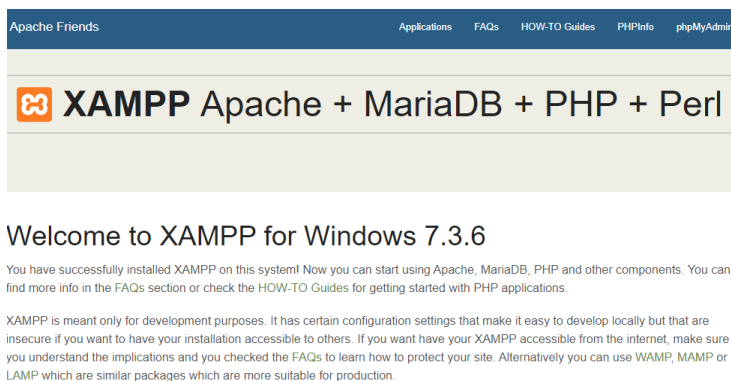 Apache Friends Applications FAQs HOW-TO Guides PHPInfo phpMyAdmin
XAMPP Apache + MariaDB + PHP + Perl
Welcome to XAMPP for Windows 7.3.6
You have successfully installed XAMPP on this system! Now you can start using Apache, MariaDB, PHP and other components. You can
find more info in the FAQs section or check the HOW-TO Guides for getting started with PHP applications.
XAMPP is meant only for development purposes. It has certain configuration settings that make it easy to develop locally but that are
insecure if you want to have your installation accessible to others. If you want have your XAMPP accessible from the internet, make sure
you understand the implications and you checked the FAQs to learn how to protect your site. Alternatively you can use WAMP, MAMP or
LAMP which are similar packages which are more suitable for production.